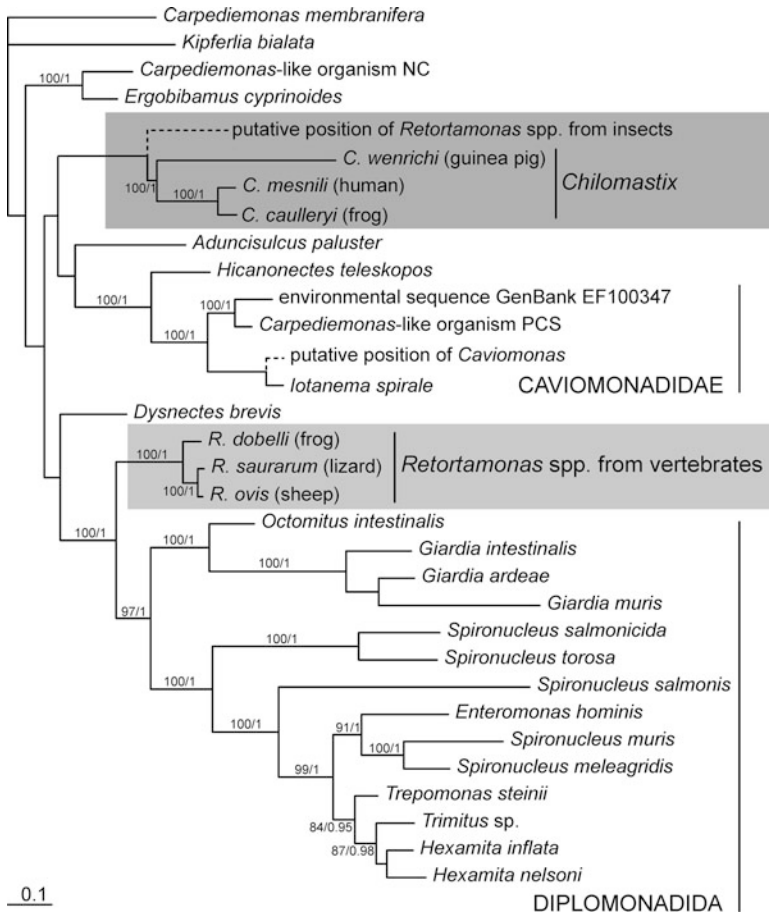 Carpediemonas membranifera
Kipferlia bialata
100/1
Carpediemonas-like organism NC
Ergobibamus cyprinoides
putative position of Retortamonas spp. from insects
C. wenrichi (guinea pig)
100/1
C. mesnili (human)
100/1
Chilomastix
C. caulleryi (frog)
Aduncisulcus paluster
Hicanonectes teleskopos
100/1
environmental sequence GenBank EF100347
100/1
Carpediemonas-like organism PCS
100/1
putative position of Caviomonas
Iotanema spirale
CAVIOMONADIDAE
Dysnectes brevis
R. dobelli (frog)
100/1
R. saurarum (lizard)
Retortamonas spp. from vertebrates
100/1
R. ovis (sheep)
Octomitus intestinalis
100/1
100/1
Giardia intestinalis
100/1
Giardia ardeae
Giardia muris
97/1
Spironucleus salmonicida
100/1
Spironucleus torosa
100/1
Spironucleus salmonis
100/1
Enteromonas hominis
91/1
Spironucleus muris
100/1
Spironucleus meleagridis
99/1
Trepomonas steinii
84/0.95
Trimitus sp.
87/0.98
Hexamita inflata
Hexamita nelsoni
0.1
DIPLOMONADIDA